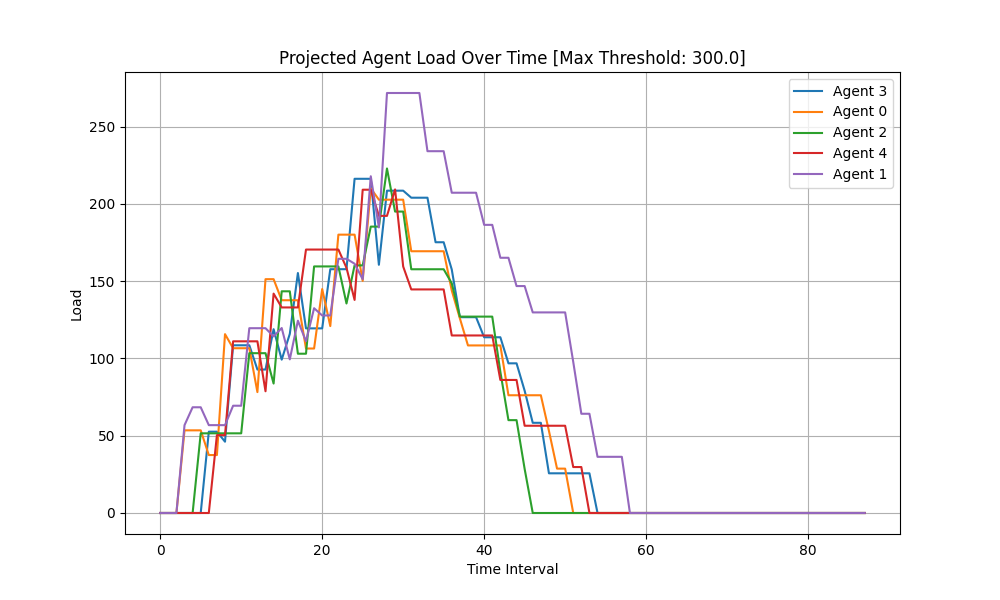 Projected Agent Load Over Time [Max Threshold: 300.0]
Agent 3
Agent 0
Agent 2
Agent 4
Agent 1
Load
250
200
150
100
50
0
0 20 40 60 80
Time Interval